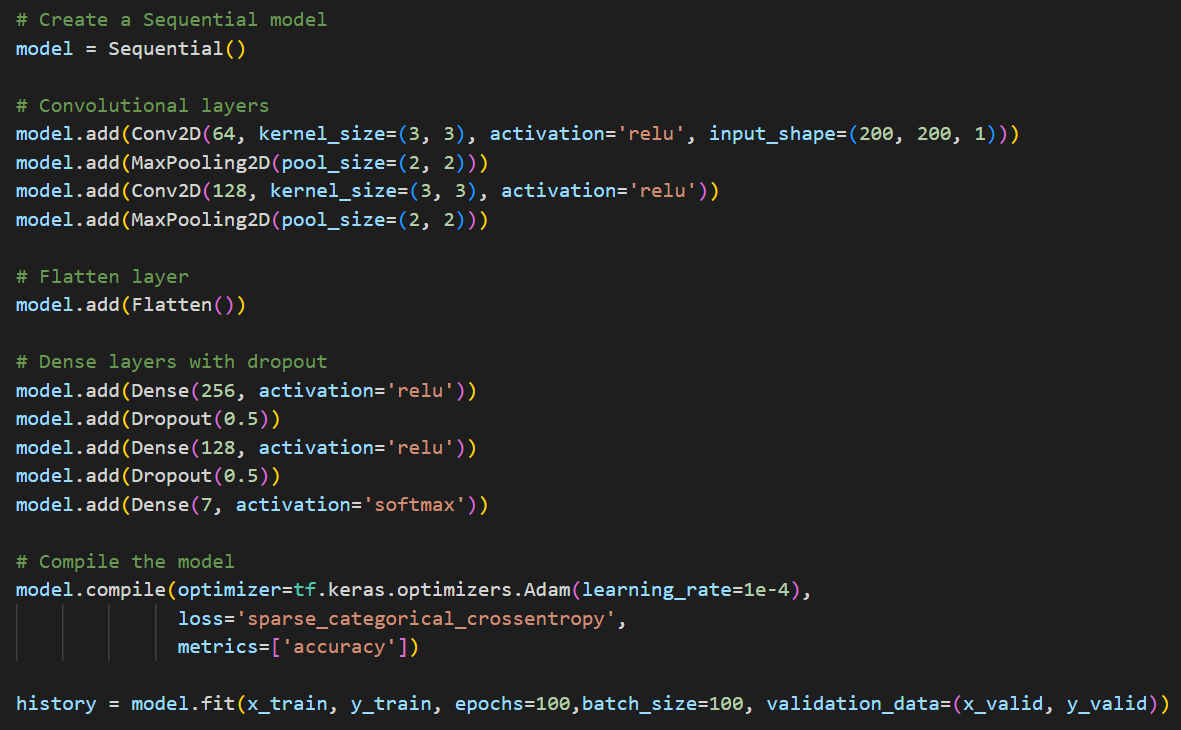 # Create a Sequential model
model = Sequential()
# Convolutional layers
model.add(Conv2D(64, kernel_size=(3, 3), activation='relu', input_shape=(200, 200, 1)))
model.add(MaxPooling2D(pool_size=(2, 2)))
model.add(Conv2D(128, kernel_size=(3, 3), activation='relu'))
model.add(MaxPooling2D(pool_size=(2, 2)))
# Flatten layer
model.add(Flatten())
# Dense layers with dropout
model.add(Dense(256, activation='relu'))
model.add(Dropout(0.5))
model.add(Dense(128, activation='relu'))
model.add(Dropout(0.5))
model.add(Dense(7, activation='softmax'))
# Compile the model
model.compile(optimizer=tf.keras.optimizers.Adam(learning_rate=1e-4),
              loss='sparse_categorical_crossentropy',
              metrics=['accuracy'])
history = model.fit(x_train, y_train, epochs=100,batch_size=100, validation_data=(x_valid, y_valid))